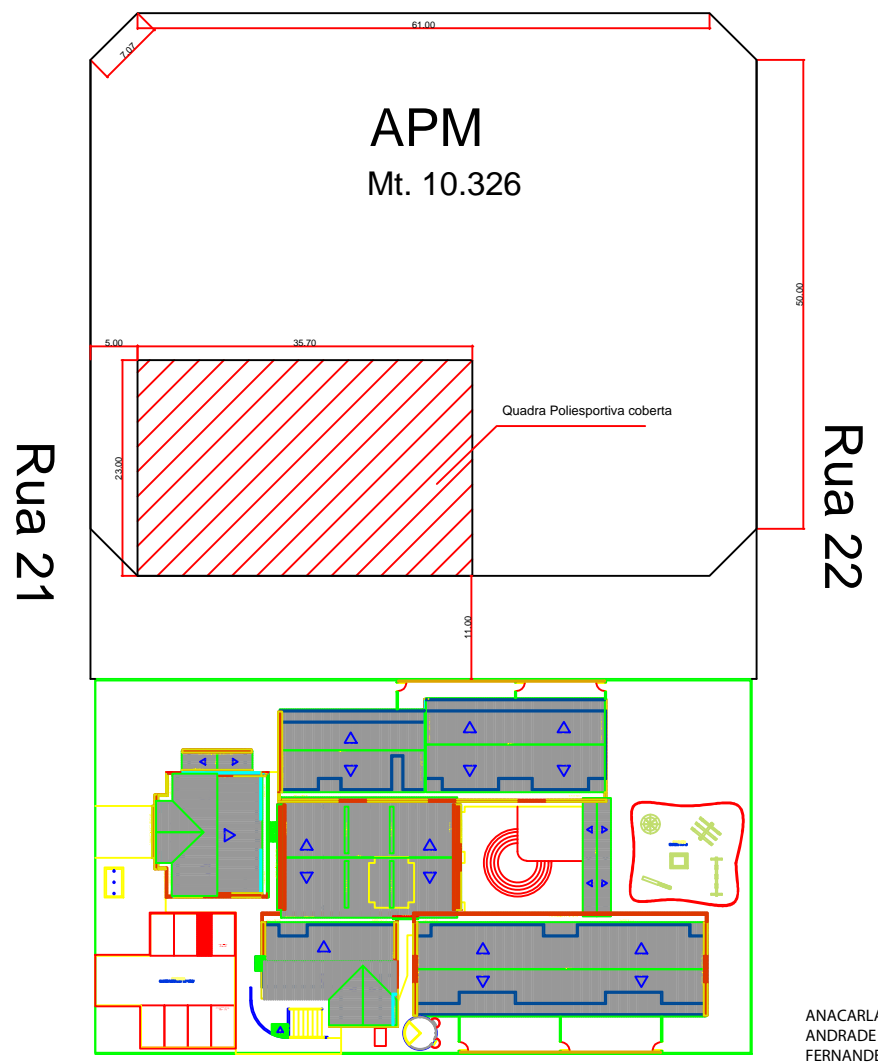 61.00
7.07
APM
Mt. 10.326
50.00
5.00
35.70
Quadra Poliesportiva coberta
23.00
Rua 21
Rua 22
11.00
ANACARLA
ANDRADE
FERNANDE